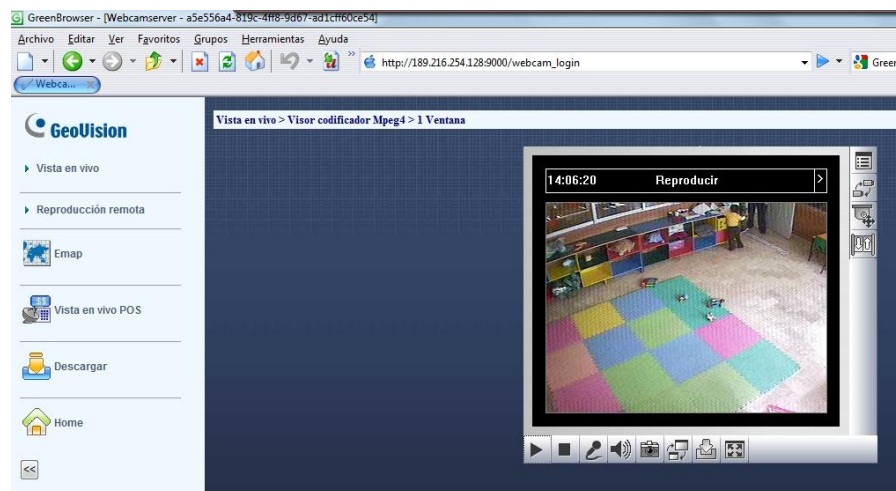 GreenBrowser - [Webcamserver - a5e556a4-819c-4ff8-9d67-ad1cff60ce54]
Archivo Editar Ver Favoritos Grupos Herramientas Ayuda
http://189.216.254.128:9000/webcam_login
Green
Webca...
GeoVision
Vista en vivo > Visor codificador Mpeg4 > 1 Ventana
Vista en vivo
Reproducción remota
Emap
Vista en vivo POS
Descargar
Home
<<
14:06:20 Reproducir >